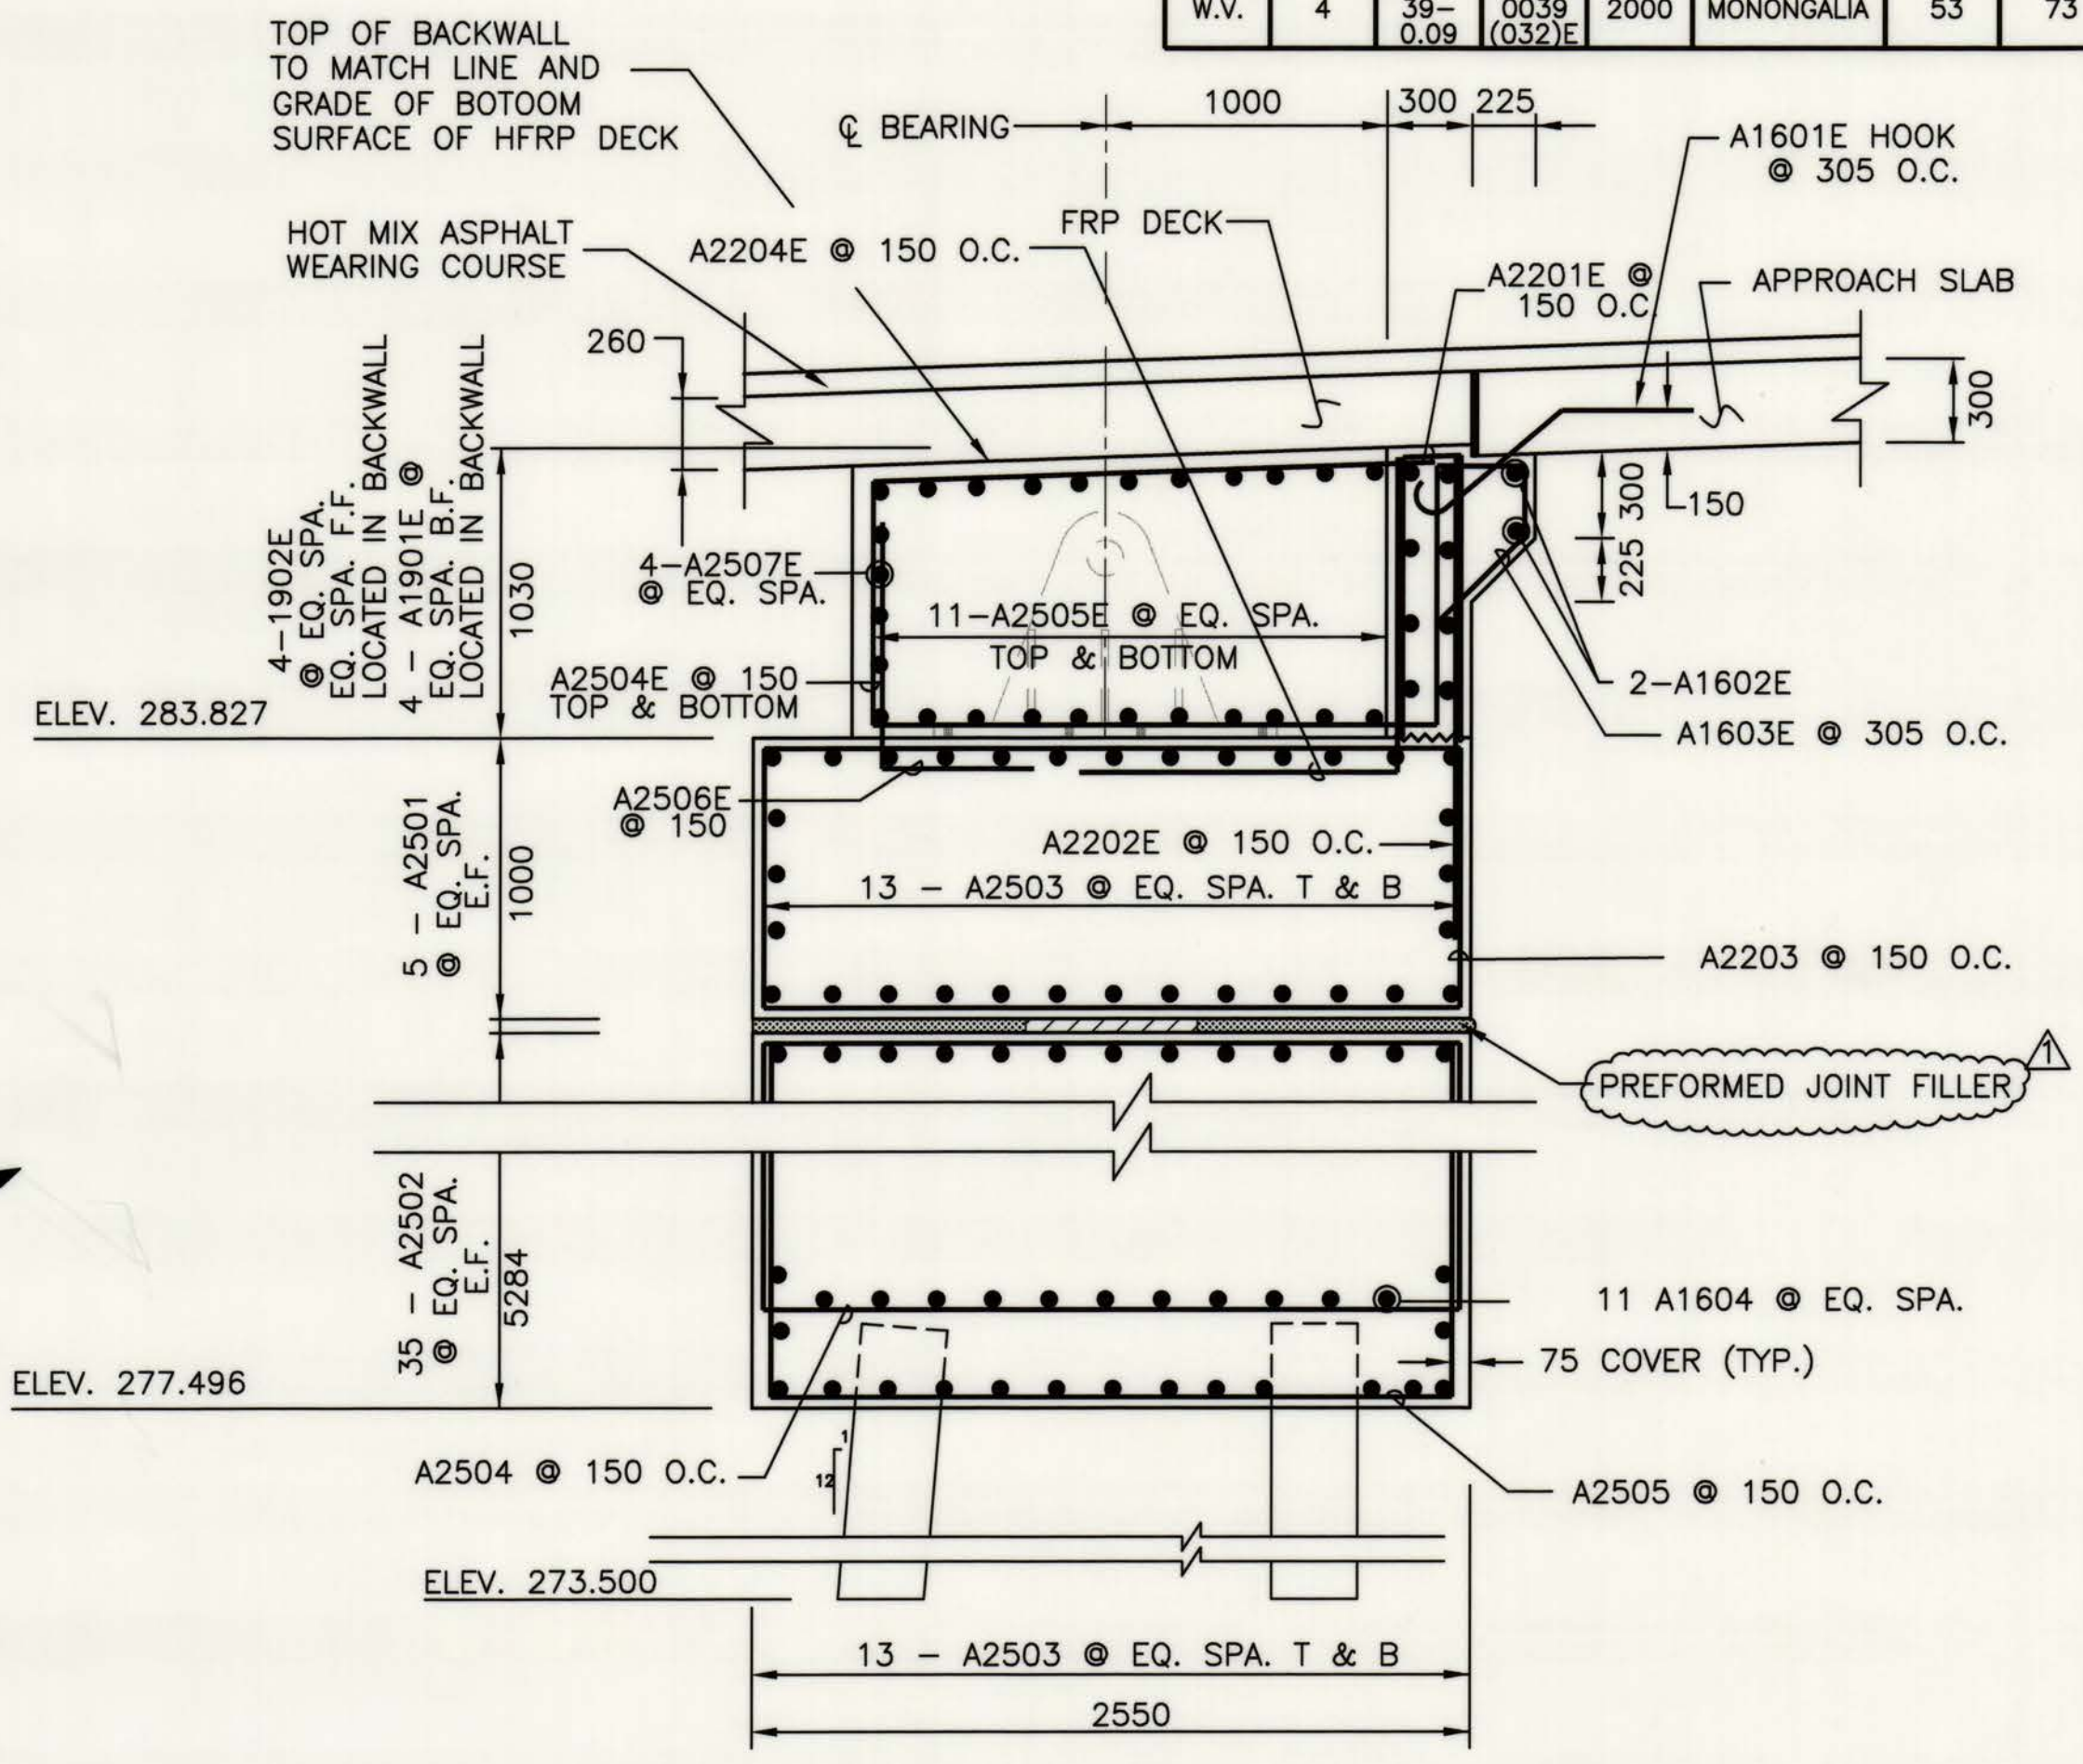 W.V. 4 39- 0039 2000 MONONGALIA 53 73
0.09 (032)E
TOP OF BACKWALL
TO MATCH LINE AND
GRADE OF BOTOOM
SURFACE OF HFRP DECK
℄ BEARING
1000
300
225
A1601E HOOK
@ 305 O.C.
HOT MIX ASPHALT
WEARING COURSE
A2204E @ 150 O.C.
FRP DECK
A2201E @
150 O.C.
APPROACH SLAB
260
300
4-1902E
@ EQ. SPA.
EQ. SPA. F.F.
LOCATED IN BACKWALL
4 - A1901E @
EQ. SPA. B.F.
LOCATED IN BACKWALL
1030
4-A2507E
@ EQ. SPA.
11-A2505E @ EQ. SPA.
TOP & BOTTOM
300
150
225
A2504E @ 150
TOP & BOTTOM
2-A1602E
A1603E @ 305 O.C.
ELEV. 283.827
5 - A2501
@ EQ. SPA.
E.F.
1000
A2506E
@ 150
A2202E @ 150 O.C.
13 - A2503 @ EQ. SPA. T & B
A2203 @ 150 O.C.
1
PREFORMED JOINT FILLER
35 - A2502
@ EQ. SPA.
E.F.
5284
11 A1604 @ EQ. SPA.
75 COVER (TYP.)
ELEV. 277.496
A2504 @ 150 O.C.
1
12
A2505 @ 150 O.C.
ELEV. 273.500
13 - A2503 @ EQ. SPA. T & B
2550